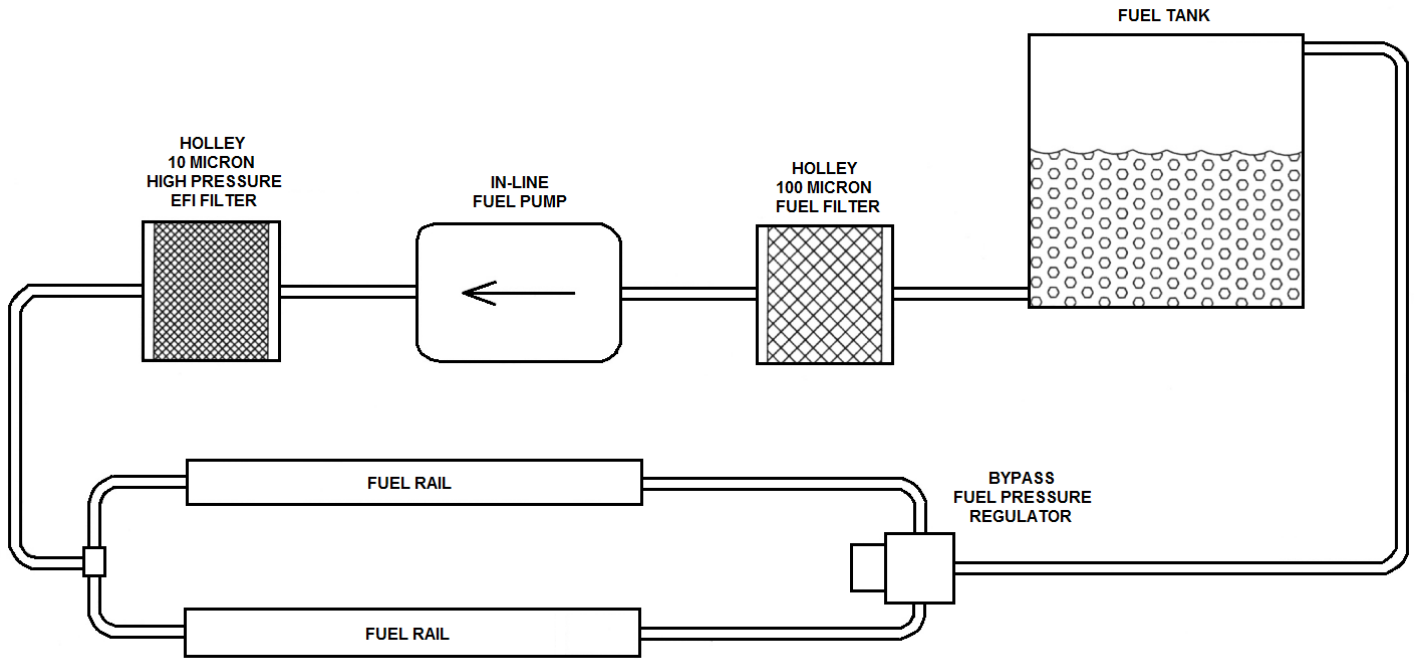 FUEL TANK
HOLLEY
10 MICRON
HIGH PRESSURE
EFI FILTER
IN-LINE
FUEL PUMP
HOLLEY
100 MICRON
FUEL FILTER
FUEL RAIL
BYPASS
FUEL PRESSURE
REGULATOR
FUEL RAIL